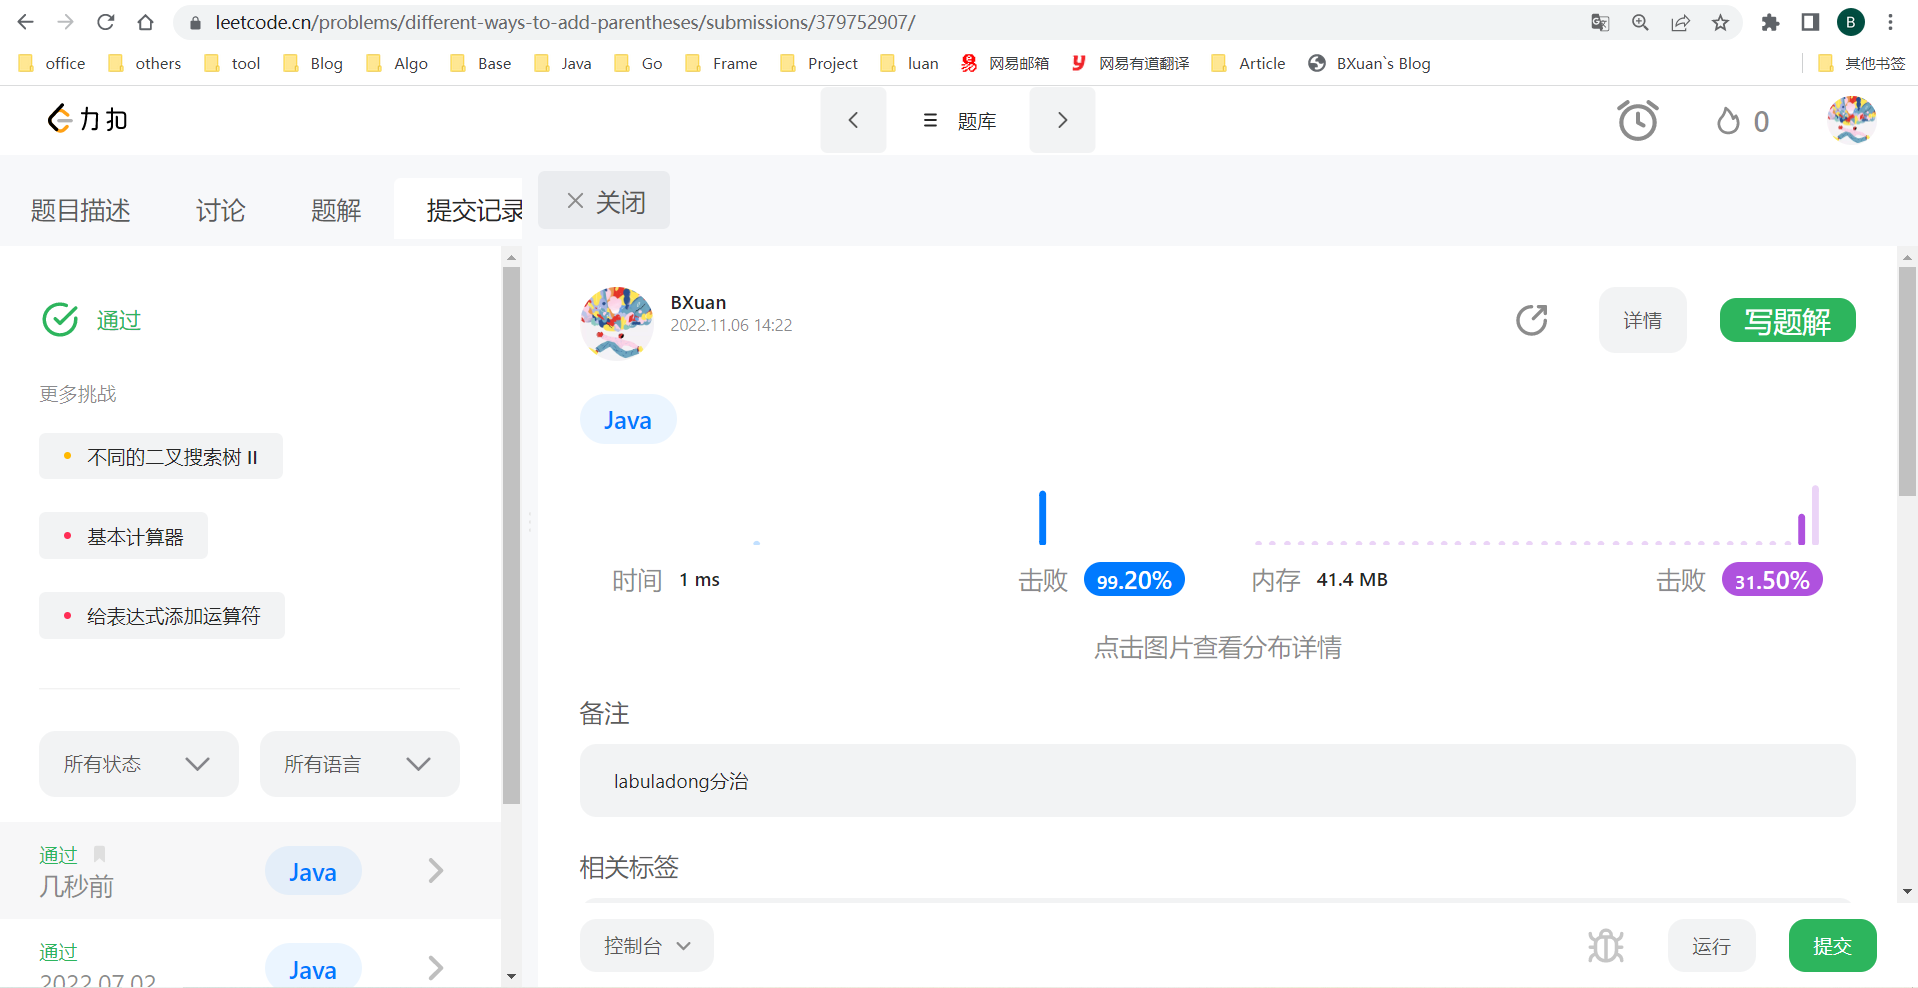 leetcode.cn/problems/different-ways-to-add-parentheses/submissions/379752907/
B
office others tool Blog Algo Base Java Go Frame Project luan 网易邮箱 网易有道翻译 Article BXuan`s Blog 其他书签
力扣 题库 0
题目描述 讨论 题解 提交记录 关闭
通过
更多挑战
不同的二叉搜索树 II
基本计算器
给表达式添加运算符
所有状态 所有语言
通过
几秒前
Java
通过
2022.07.02
Java
BXuan
2022.11.06 14:22
详情 写题解
Java
时间 1 ms 击败 99.20% 内存 41.4 MB 击败 31.50%
点击图片查看分布详情
备注
labuladong分治
相关标签
控制台 运行 提交